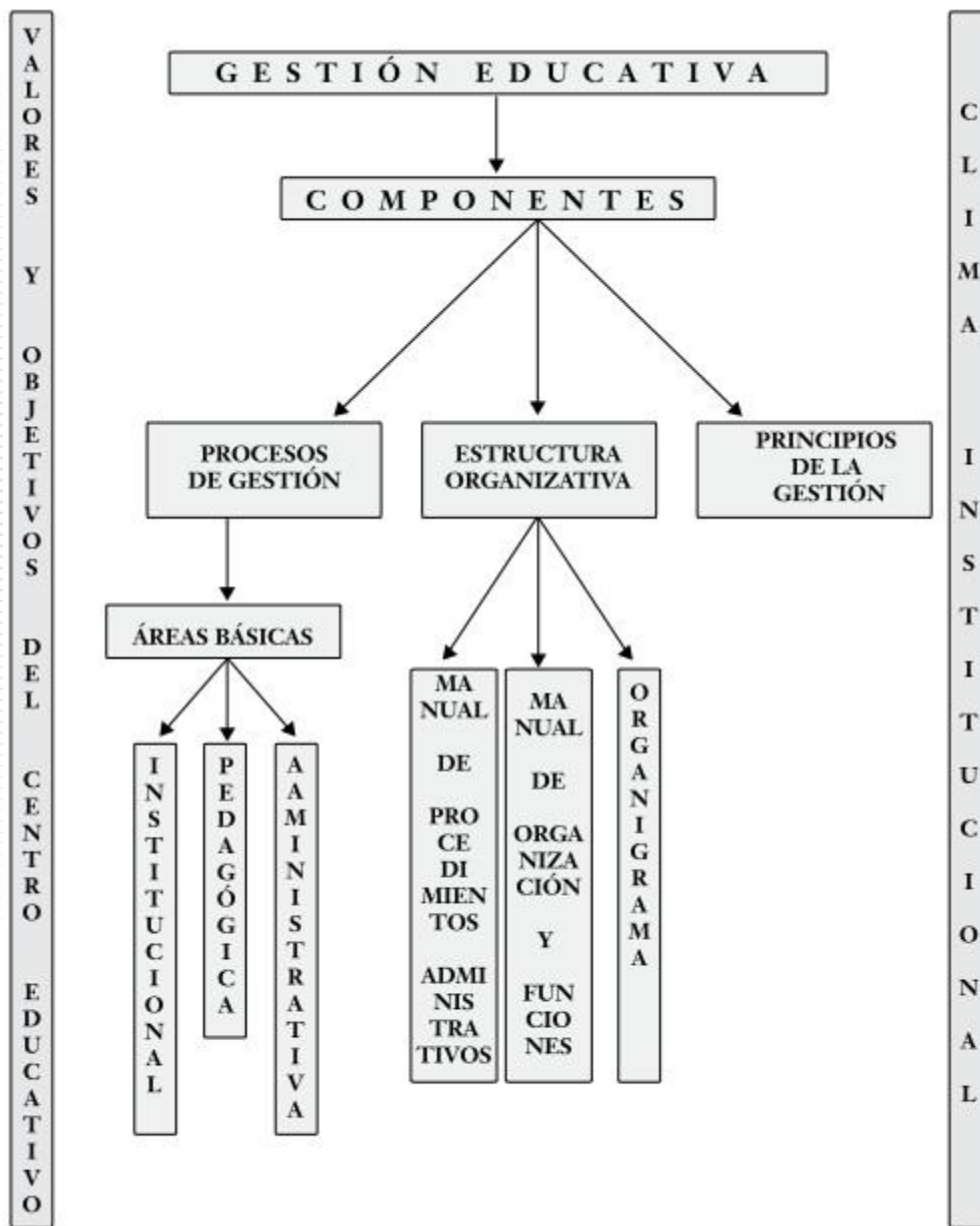 VALORES Y OBJETIVOS DEL CENTRO EDUCATIVO
GESTIÓN EDUCATIVA
COMPONENTES
PROCESOS
DE GESTIÓN
ESTRUCTURA
ORGANIZATIVA
PRINCIPIOS
DE LA
GESTIÓN
ÁREAS BÁSICAS
INSTITUCIONAL
PEDAGÓGICA
AAMINISTRATIVA
MA
NUAL
DE
PRO
CE
DI
MIEN
TOS
ADMI
NIS
TRA
TIVOS
MA
NUAL
DE
ORGA
NIZA
CIÓN
Y
FUN
CIO
NES
ORGANIGRAMA
CLIMA INSTITUCIONAL